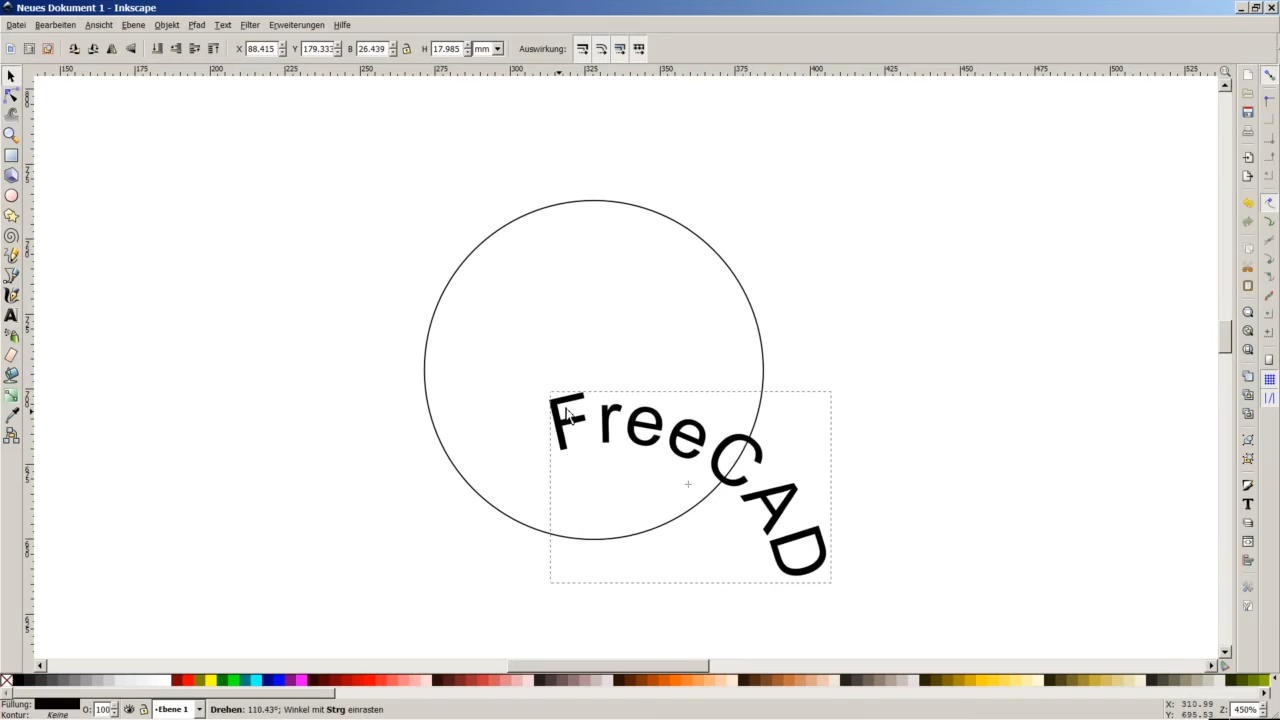 Neues Dokument 1 - Inkscape
Datei Bearbeiten Ansicht Ebene Objekt Pfad Text Filter Erweiterungen Hilfe
X 88.415 Y 179.333 B 26.439 H 17.985 mm Auswirkung:
150 175 200 225 250 275 300 325 350 375 400 425 450 475 500 525
FreeCAD
Füllung: O: 100 Ebene 1 Drehen: 110.43°; Winkel mit Strg einrasten X: 310.99 Z: 450%
Kontur: Keine Y: 695.53